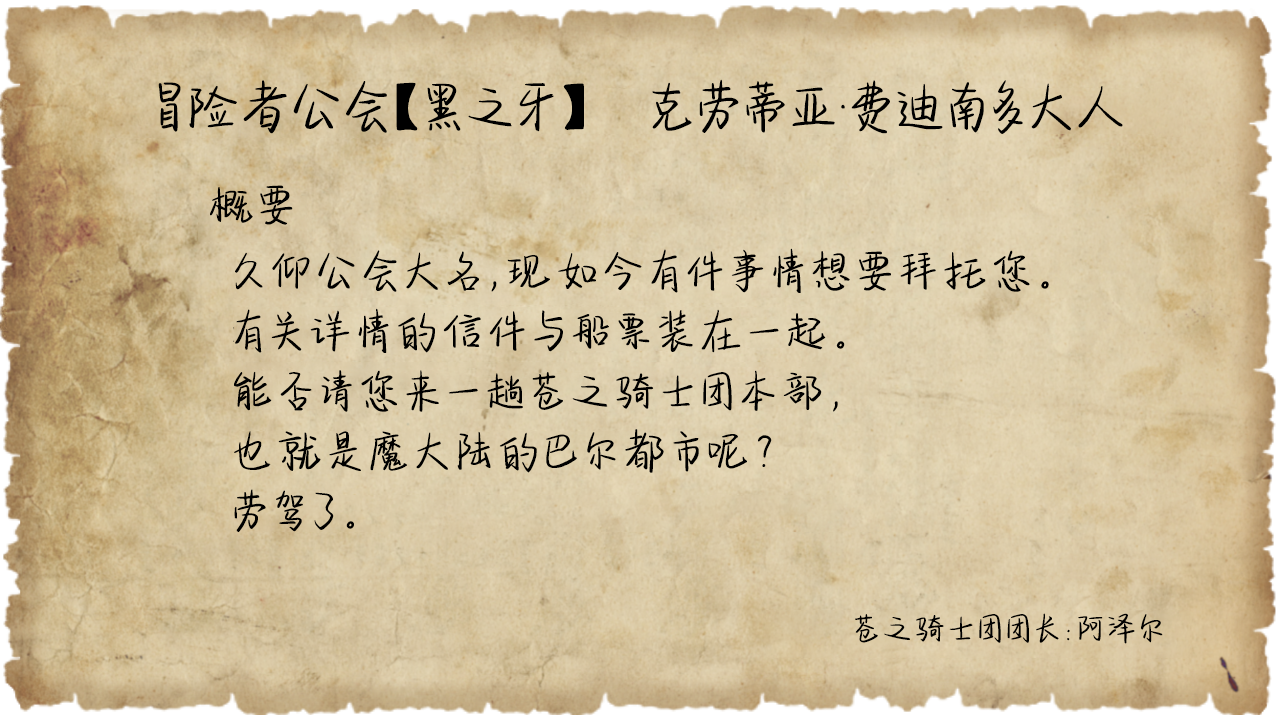 冒险者公会【黑之牙】 克劳蒂亚·费迪南多大人
概要
久仰公会大名,现如今有件事情想要拜托您。
有关详情的信件与船票装在一起。
能否请您来一趟苍之骑士团本部,
也就是魔大陆的巴尔都市呢?
劳驾了。
苍之骑士团团长:阿泽尔